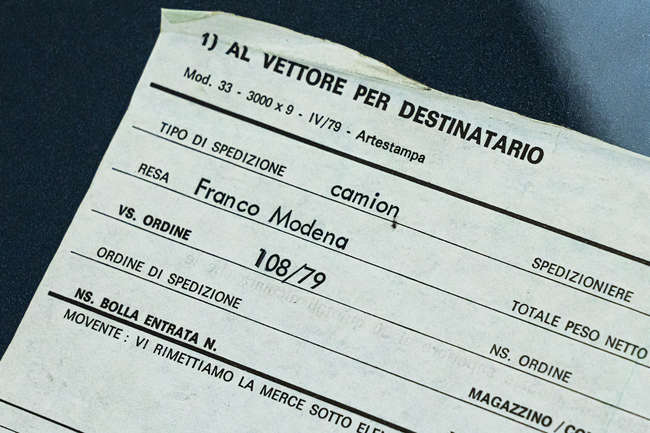 1) AL VETTORE PER DESTINATARIO
Mod. 33 - 3000 x 9 - IV/79 - Artestampa
TIPO DI SPEDIZIONE camion SPEDIZIONIERE
RESA Franco Modena TOTALE PESO NETTO
VS. ORDINE 108/79 NS. ORDINE
ORDINE DI SPEDIZIONE MAGAZZINO/CO
NS. BOLLA ENTRATA N.
MOVENTE: VI RIMETTIAMO LA MERCE SOTTO ELE